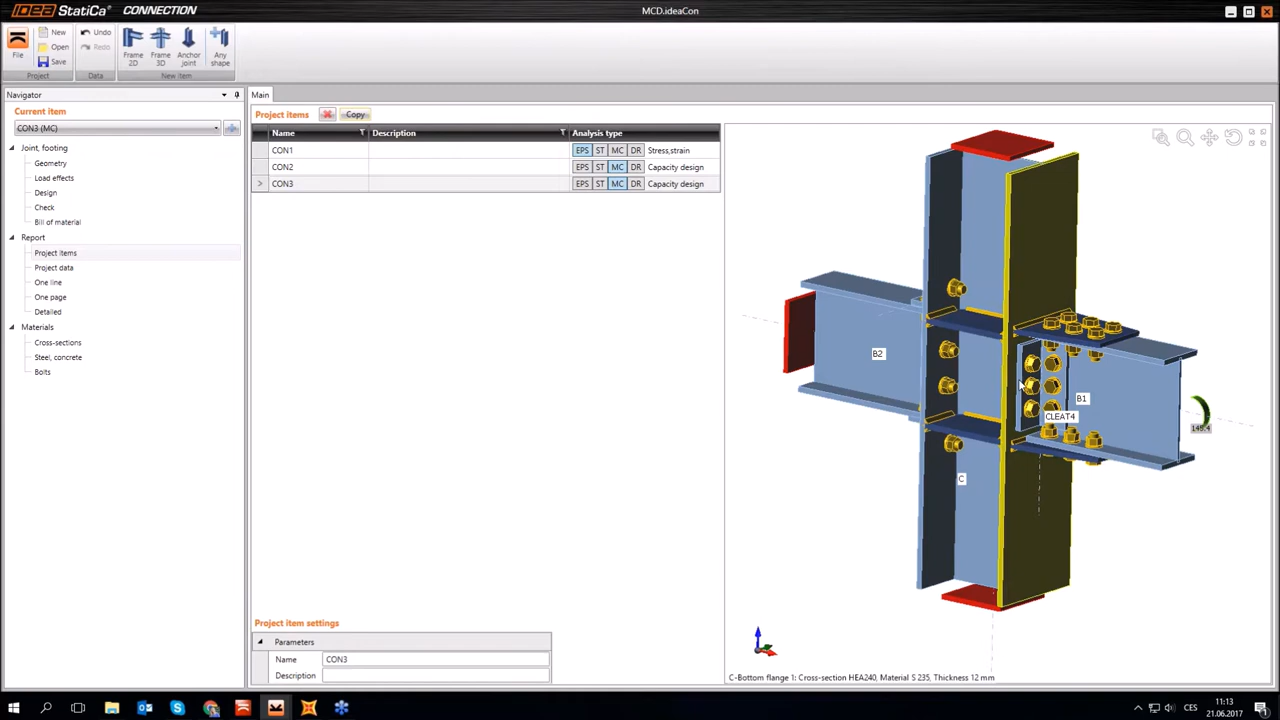 IDEA StatiCa® CONNECTION
MCD.ideaCon
File
New
Open
Save
Undo
Redo
Frame 2D
Frame 3D
Anchor joint
Any shape
Project
Data
New item
Navigator
Main
Current item
CON3 (MC)
Joint, footing
Geometry
Load effects
Design
Check
Bill of material
Report
Project items
Project data
One line
One page
Detailed
Materials
Cross-sections
Steel, concrete
Bolts
Project items
Copy
Name Description Analysis type
CON1 EPS ST MC DR Stress,strain
CON2 EPS ST MC DR Capacity design
CON3 EPS ST MC DR Capacity design
Project item settings
Parameters
Name CON3
Description
B2
B1
CLEAT4
148.4
C
C-Bottom flange 1: Cross-section HEA240, Material S 235, Thickness 12 mm
CES
11:13
21.06.2017
1